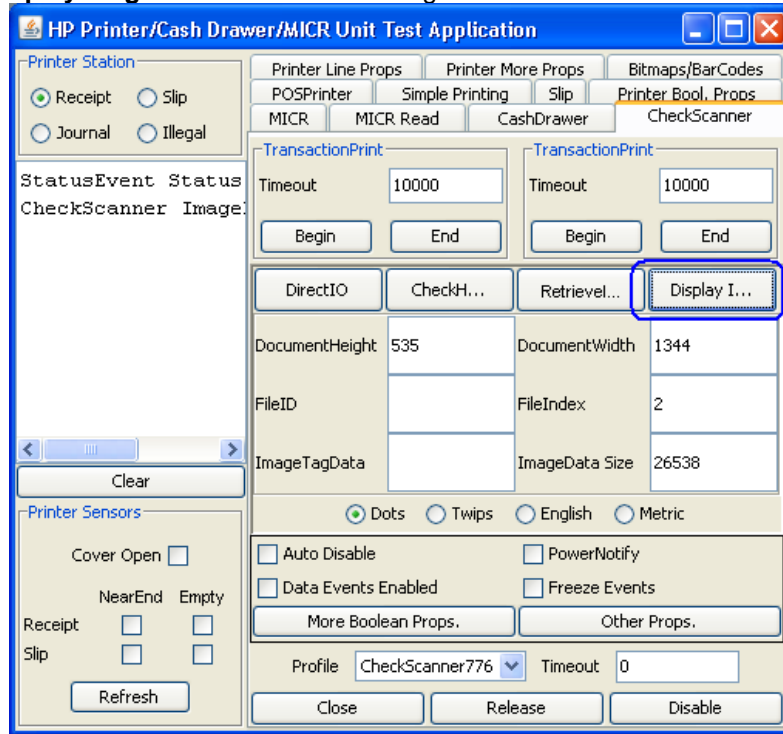 HP Printer/Cash Drawer/MICR Unit Test Application
Printer Station
Receipt Slip
Journal Illegal
StatusEvent Status
CheckScanner Image
Clear
Printer Sensors
Cover Open
NearEnd Empty
Receipt
Slip
Refresh
Printer Line Props Printer More Props Bitmaps/BarCodes
POSPrinter Simple Printing Slip Printer Bool. Props
MICR MICR Read CashDrawer CheckScanner
TransactionPrint TransactionPrint
Timeout 10000 Timeout 10000
Begin End Begin End
DirectIO CheckH... RetrieveI... Display I...
DocumentHeight 535 DocumentWidth 1344
FileID FileIndex 2
ImageTagData ImageData Size 26538
Dots Twips English Metric
Auto Disable PowerNotify
Data Events Enabled Freeze Events
More Boolean Props. Other Props.
Profile CheckScanner776 Timeout 0
Close Release Disable